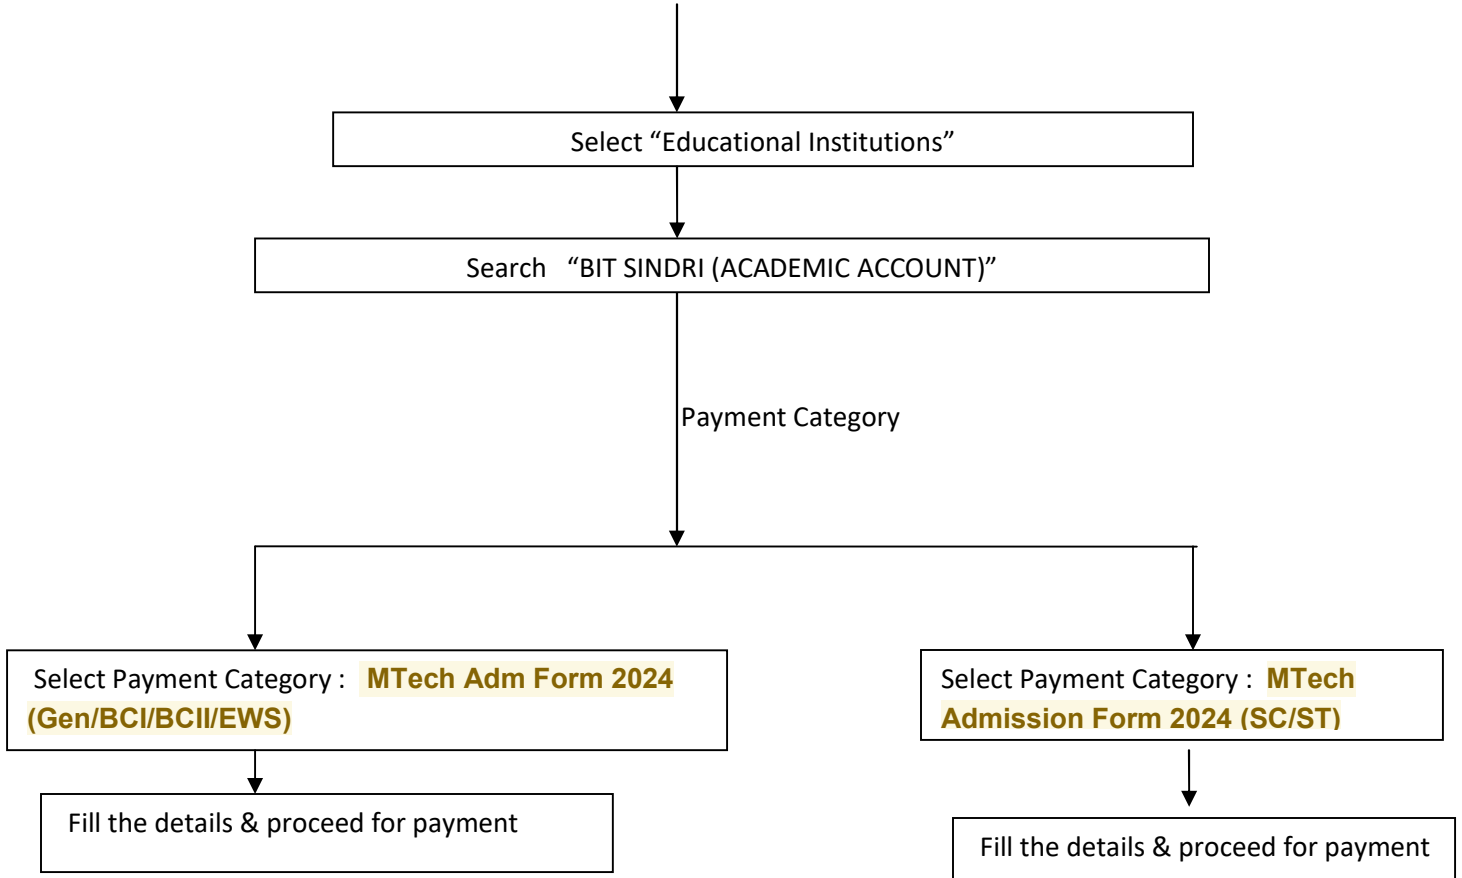 Select “Educational Institutions”
Search “BIT SINDRI (ACADEMIC ACCOUNT)”
Payment Category
Select Payment Category : MTech Adm Form 2024
(Gen/BCI/BCII/EWS)
Select Payment Category : MTech
Admission Form 2024 (SC/ST)
Fill the details & proceed for payment
Fill the details & proceed for payment